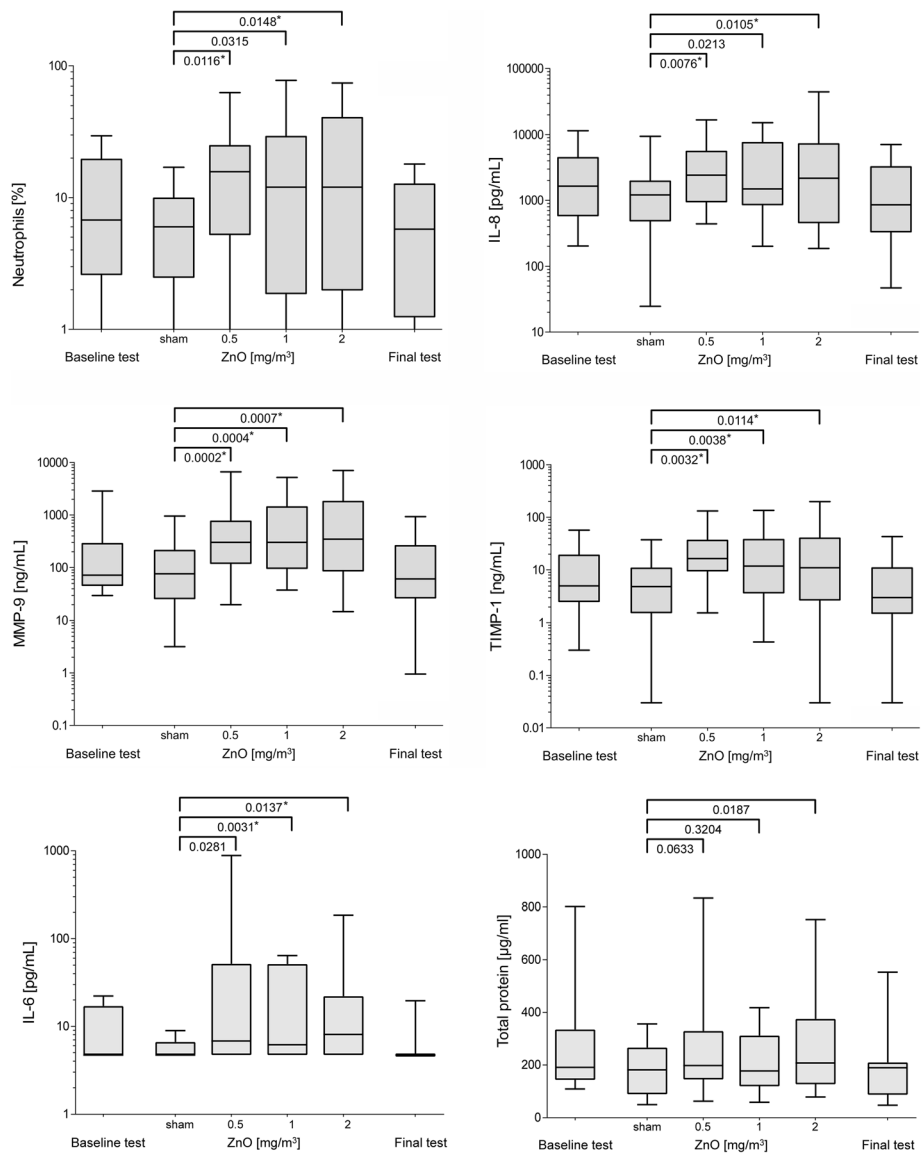 0.0148*
0.0315
0.0116*
100
10
1
Neutrophils [%]
sham 0.5 1 2
Baseline test ZnO [mg/m³] Final test
0.0105*
0.0213
0.0076*
100000
10000
1000
100
10
IL-8 [pg/mL]
sham 0.5 1 2
Baseline test ZnO [mg/m³] Final test
0.0007*
0.0004*
0.0002*
10000
1000
100
10
1
0.1
MMP-9 [ng/mL]
sham 0.5 1 2
Baseline test ZnO [mg/m³] Final test
0.0114*
0.0038*
0.0032*
1000
100
10
1
0.1
0.01
TIMP-1 [ng/mL]
sham 0.5 1 2
Baseline test ZnO [mg/m³] Final test
0.0137*
0.0031*
0.0281
1000
100
10
1
IL-6 [pg/mL]
sham 0.5 1 2
Baseline test ZnO [mg/m³] Final test
0.0187
0.3204
0.0633
1000
800
600
400
200
0
Total protein [µg/ml]
sham 0.5 1 2
Baseline test ZnO [mg/m³] Final test